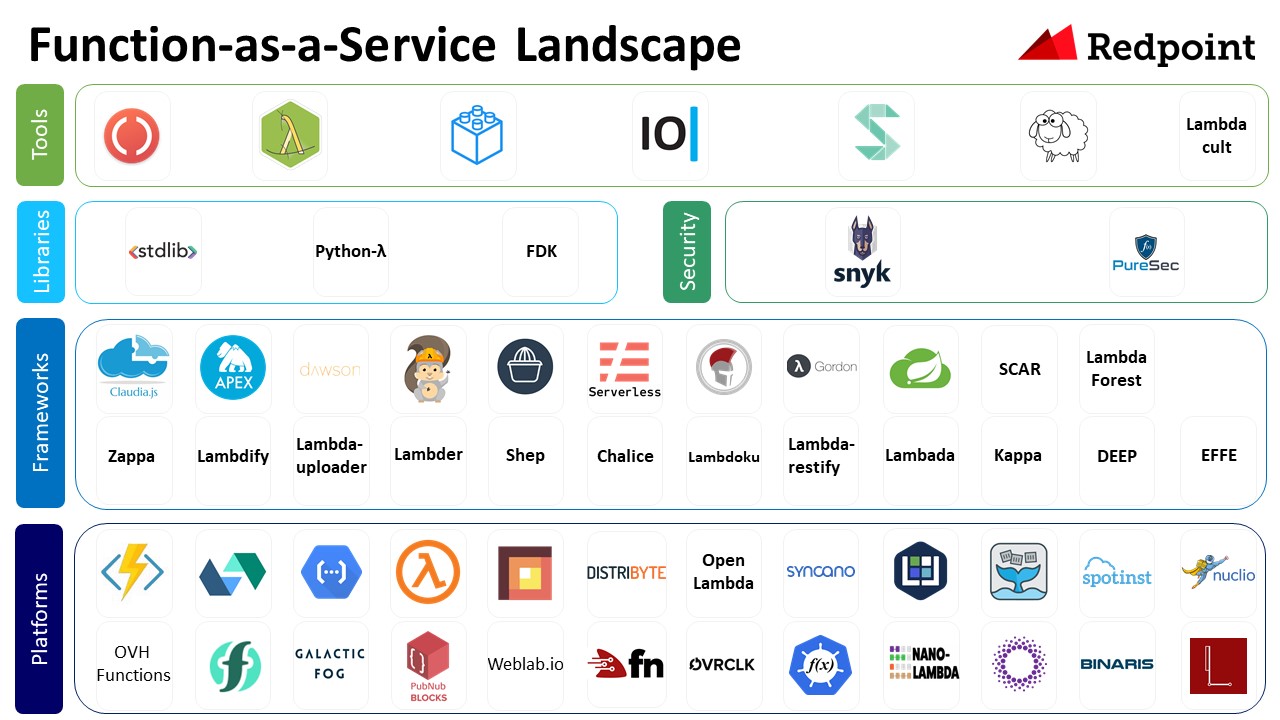 Function-as-a-Service Landscape
Redpoint
Tools
λ
IO
Lambda
cult
Libraries
<stdlib>
Python-λ
FDK
Security
snyk
f(x)
PureSec
Frameworks
Claudia.js
APEX
dawson
λ
Serverless
λ Gordon
SCAR
Lambda
Forest
Zappa
Lambdify
Lambda-
uploader
Lambder
Shep
Chalice
Lambdoku
Lambda-
restify
Lambada
Kappa
DEEP
EFFE
Platforms
λ
DISTRIBYTE
Open
Lambda
syncano
spotinst
nuclio
OVH
Functions
f
GALACTIC
FOG
PubNub
BLOCKS
Weblab.io
fn
OVRCLK
f(x)
NANO-
LAMBDA
BINARIS
L